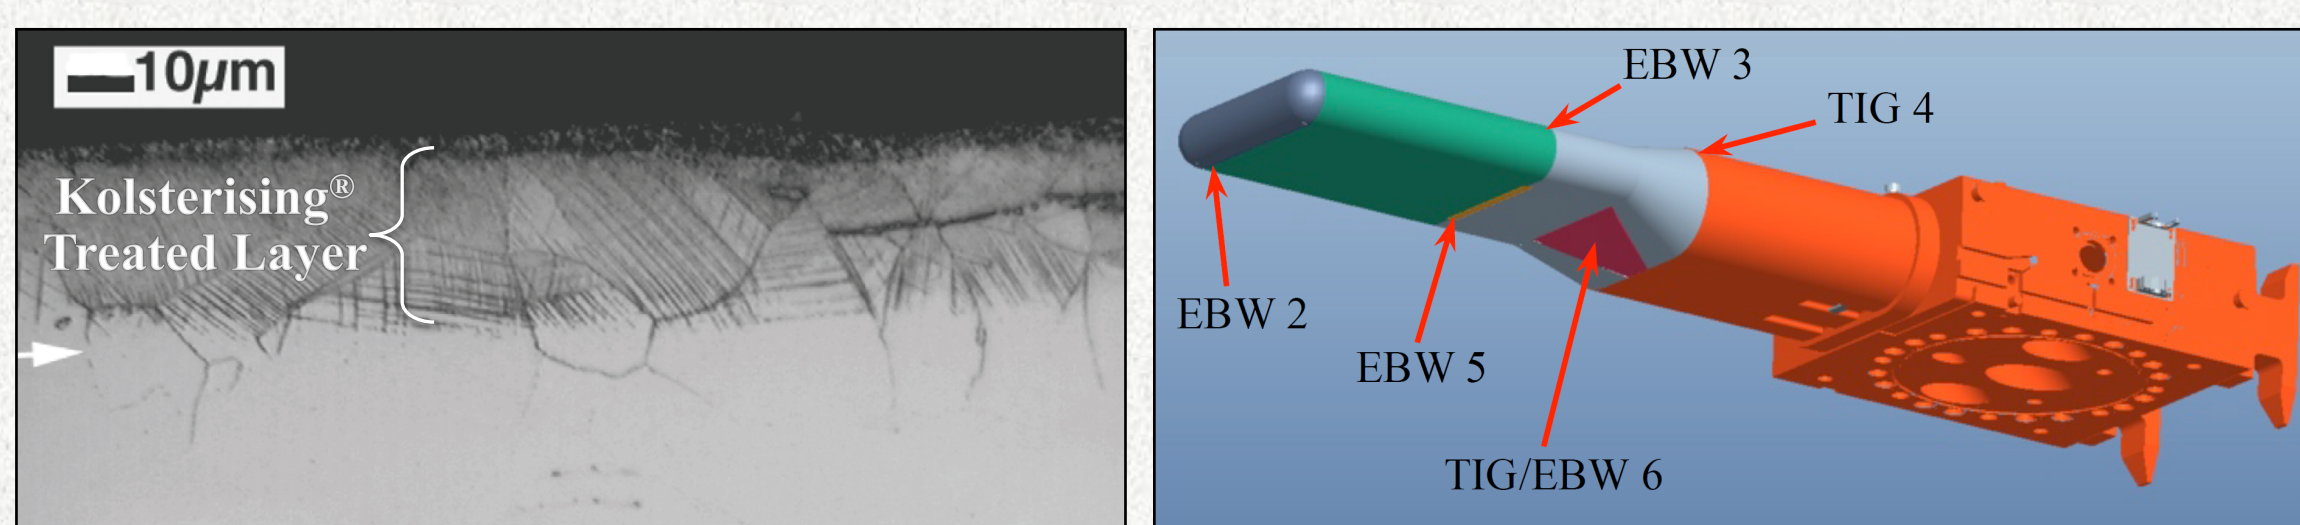 10µm
Kolsterising®
Treated Layer
EBW 3
TIG 4
EBW 2
EBW 5
TIG/EBW 6